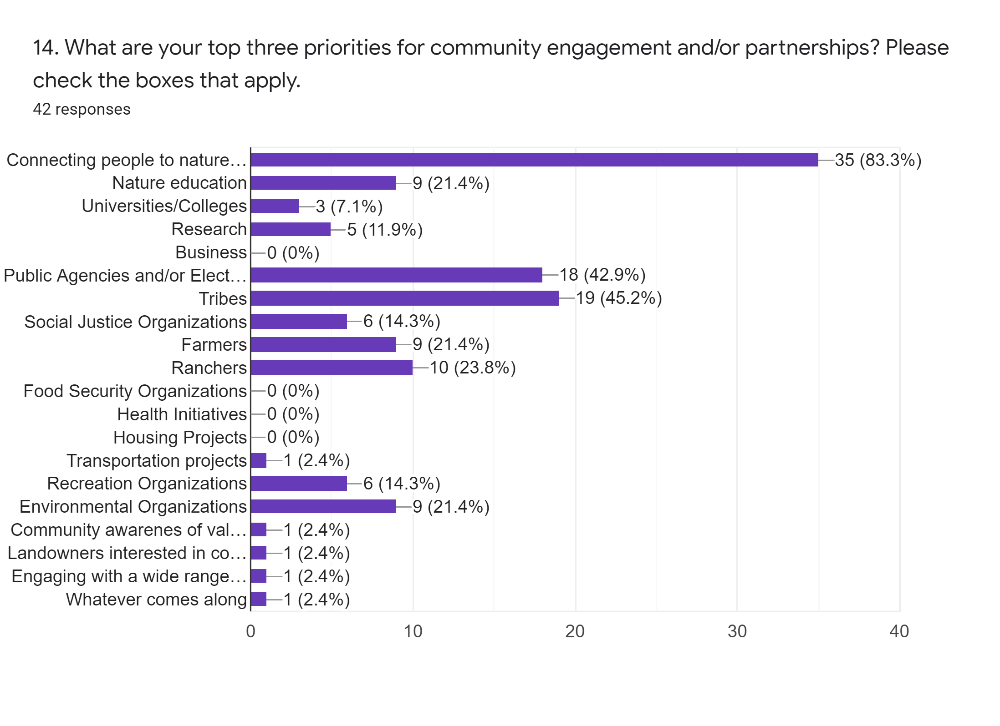 14. What are your top three priorities for community engagement and/or partnerships? Please
check the boxes that apply.
42 responses
Connecting people to nature… 35 (83.3%)
Nature education 9 (21.4%)
Universities/Colleges 3 (7.1%)
Research 5 (11.9%)
Business 0 (0%)
Public Agencies and/or Elect… 18 (42.9%)
Tribes 19 (45.2%)
Social Justice Organizations 6 (14.3%)
Farmers 9 (21.4%)
Ranchers 10 (23.8%)
Food Security Organizations 0 (0%)
Health Initiatives 0 (0%)
Housing Projects 0 (0%)
Transportation projects 1 (2.4%)
Recreation Organizations 6 (14.3%)
Environmental Organizations 9 (21.4%)
Community awarenes of val… 1 (2.4%)
Landowners interested in co… 1 (2.4%)
Engaging with a wide range… 1 (2.4%)
Whatever comes along 1 (2.4%)
0 10 20 30 40